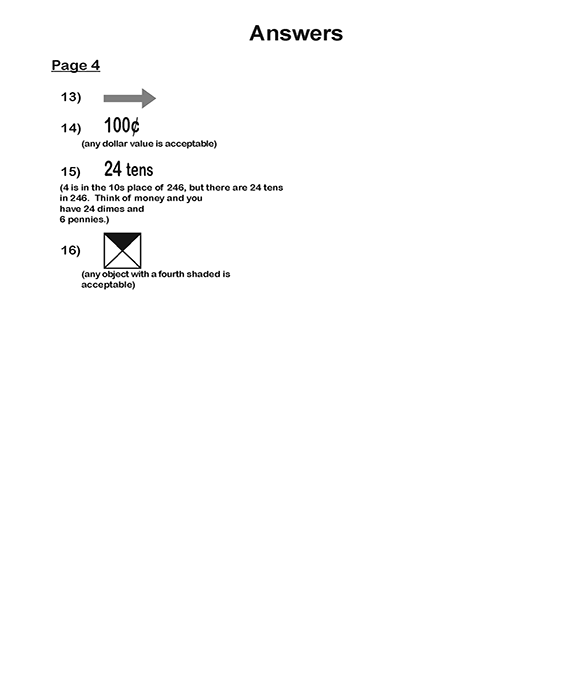 Answers
Page 4
13)
14) 100¢
(any dollar value is acceptable)
15) 24 tens
(4 is in the 10s place of 246, but there are 24 tens
in 246. Think of money and you
have 24 dimes and
6 pennies.)
16)
(any object with a fourth shaded is
acceptable)